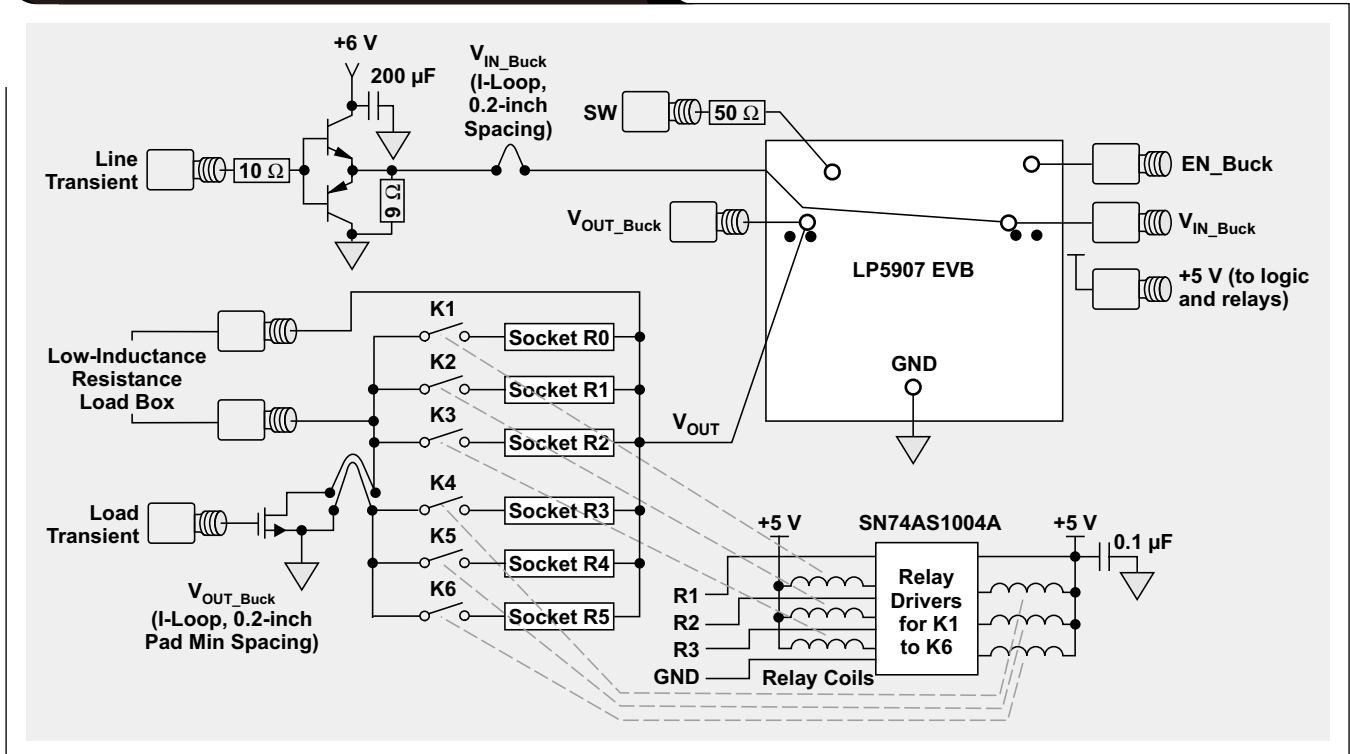 +6 V
200 µF
V_IN_Buck
(I-Loop,
0.2-inch
Spacing)
Line
Transient
10 Ω
9 Ω
SW
50 Ω
EN_Buck
V_OUT_Buck
V_IN_Buck
LP5907 EVB
+5 V (to logic
and relays)
GND
Low-Inductance
Resistance
Load Box
K1
Socket R0
K2
Socket R1
K3
Socket R2
V_OUT
K4
Socket R3
K5
Socket R4
K6
Socket R5
Load
Transient
V_OUT_Buck
(I-Loop, 0.2-inch
Pad Min Spacing)
+5 V
SN74AS1004A
+5 V
0.1 µF
R1
R2
R3
GND
Relay
Drivers
for K1
to K6
Relay Coils